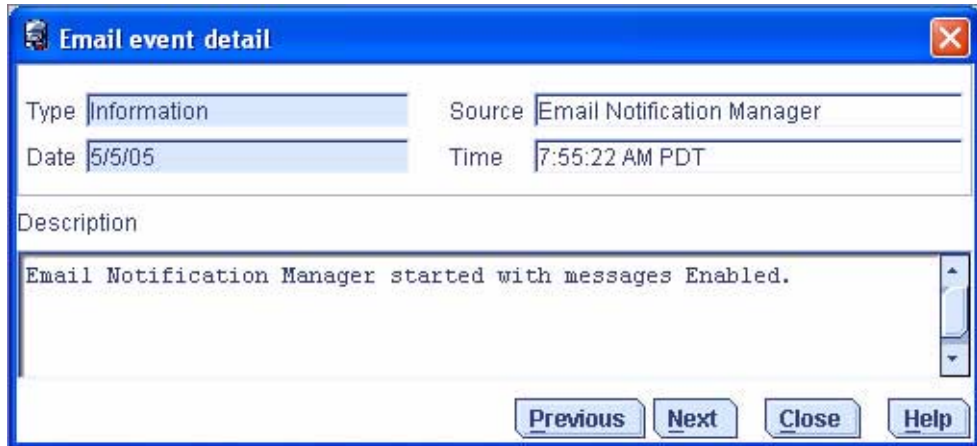 Email event detail
Type Information Source Email Notification Manager
Date 5/5/05 Time 7:55:22 AM PDT
Description
Email Notification Manager started with messages Enabled.
Previous Next Close Help